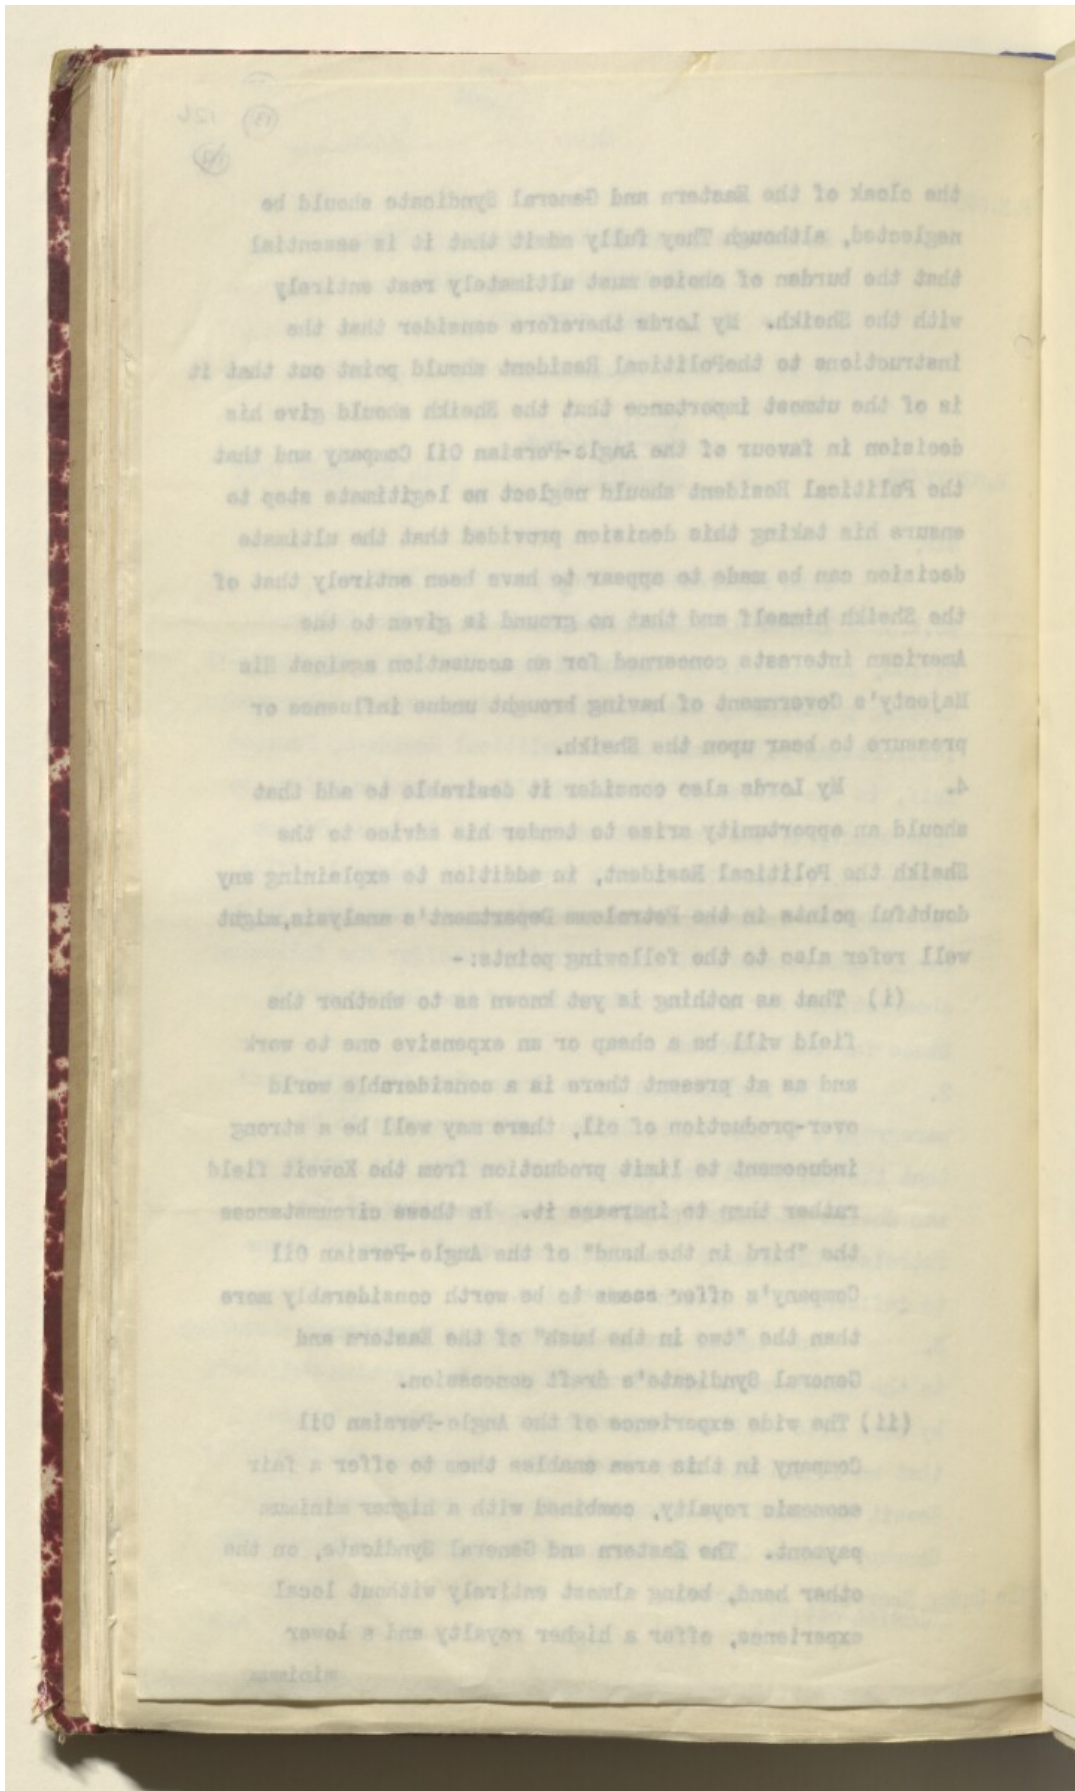 the cloak of the Eastern and General Syndicate should be
neglected, although They fully admit that it is essential
that the burden of choice must ultimately rest entirely
with the Sheikh. My Lords therefore consider that the
instructions to thePolitical Resident should point out that it
is of the utmost importance that the Sheikh should give his
decision in favour of the Anglo-Persian Oil Company and that
the Political Resident should neglect no legitimate step to
ensure his taking this decision provided that the ultimate
decision can be made to appear to have been entirely that of
the Sheikh himself and that no ground is given to the
American interests concerned for an accusation against His
Majesty's Government of having brought undue influence or
pressure to bear upon the Sheikh.
4. My Lords also consider it desirable to add that
should an opportunity arise to tender his advice to the
Sheikh the Political Resident, in addition to explaining any
doubtful points in the Petroleum Department's analysis,might
well refer also to the following points:-
(i) That as nothing is yet known as to whether the
field will be a cheap or an expensive one to work
and as at present there is a considerable world
over-production of oil, there may well be a strong
inducement to limit production from the Koweit field
rather than to increase it. In these circumstances
the "bird in the hand" of the Anglo-Persian Oil
Company's offer seems to be worth considerably more
than the "two in the bush" of the Eastern and
General Syndicate's draft concession.
(ii) The wide experience of the Anglo-Persian Oil
Company in this area enables them to offer a fair
economic royalty, combined with a higher minimum
payment. The Eastern and General Syndicate, on the
other hand, being almost entirely without local
experience, offer a higher royalty and a lower
minimum